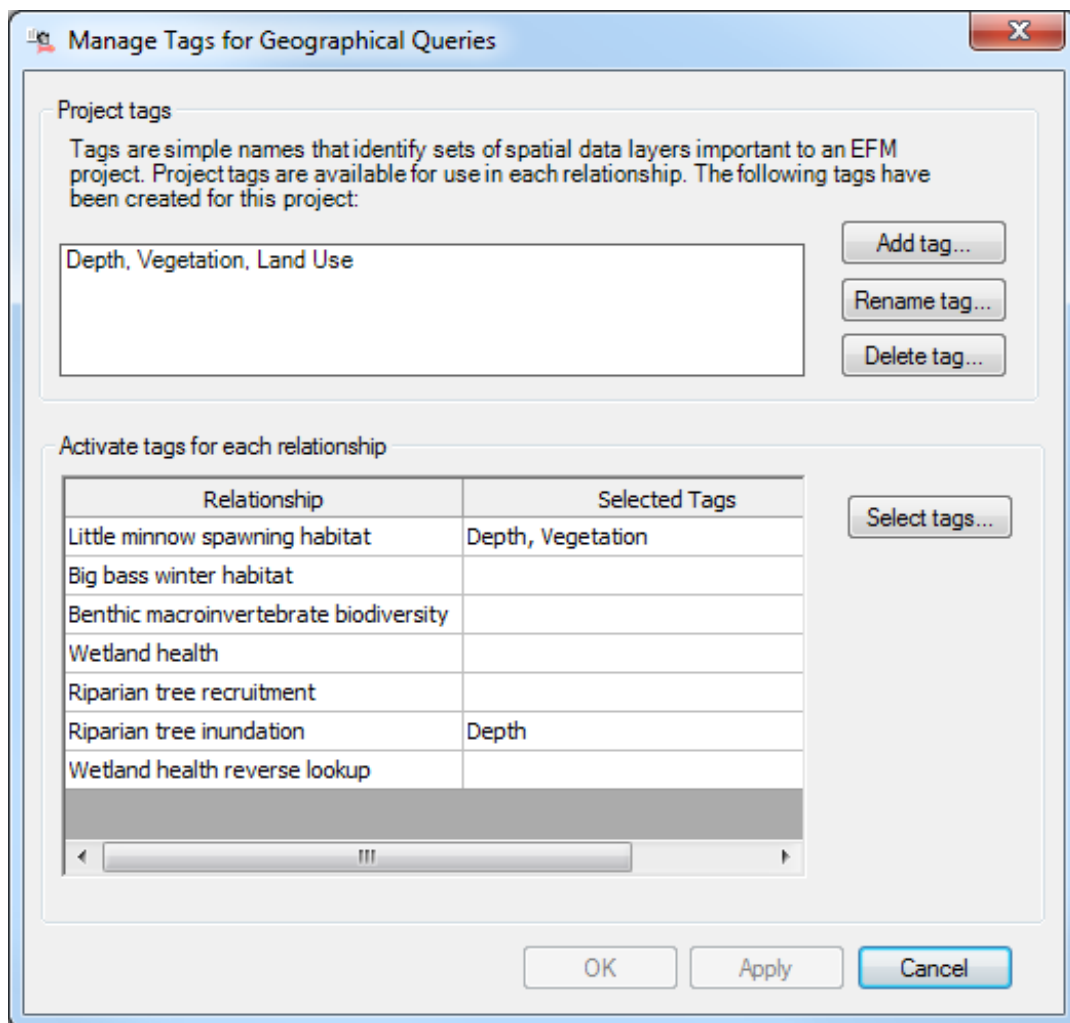 Manage Tags for Geographical Queries
X
Project tags
Tags are simple names that identify sets of spatial data layers important to an EFM
project. Project tags are available for use in each relationship. The following tags have
been created for this project:
Depth, Vegetation, Land Use
Add tag...
Rename tag...
Delete tag...
Activate tags for each relationship
Relationship Selected Tags
Little minnow spawning habitat Depth, Vegetation
Big bass winter habitat
Benthic macroinvertebrate biodiversity
Wetland health
Riparian tree recruitment
Riparian tree inundation Depth
Wetland health reverse lookup
Select tags...
OK Apply Cancel